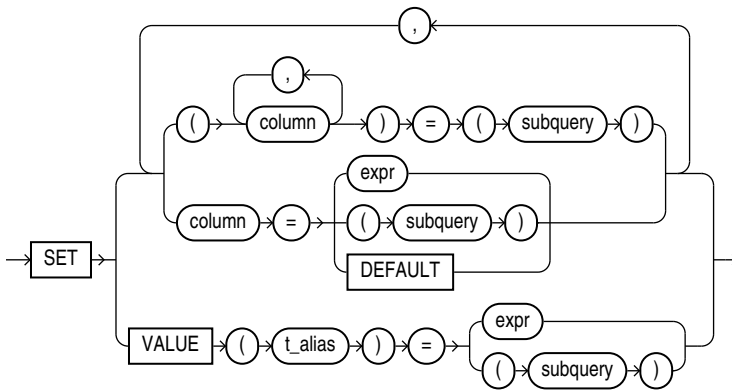 ,
,
( column ) = ( subquery )
expr
column = ( subquery )
DEFAULT
SET
expr
VALUE ( t_alias ) =
( subquery )